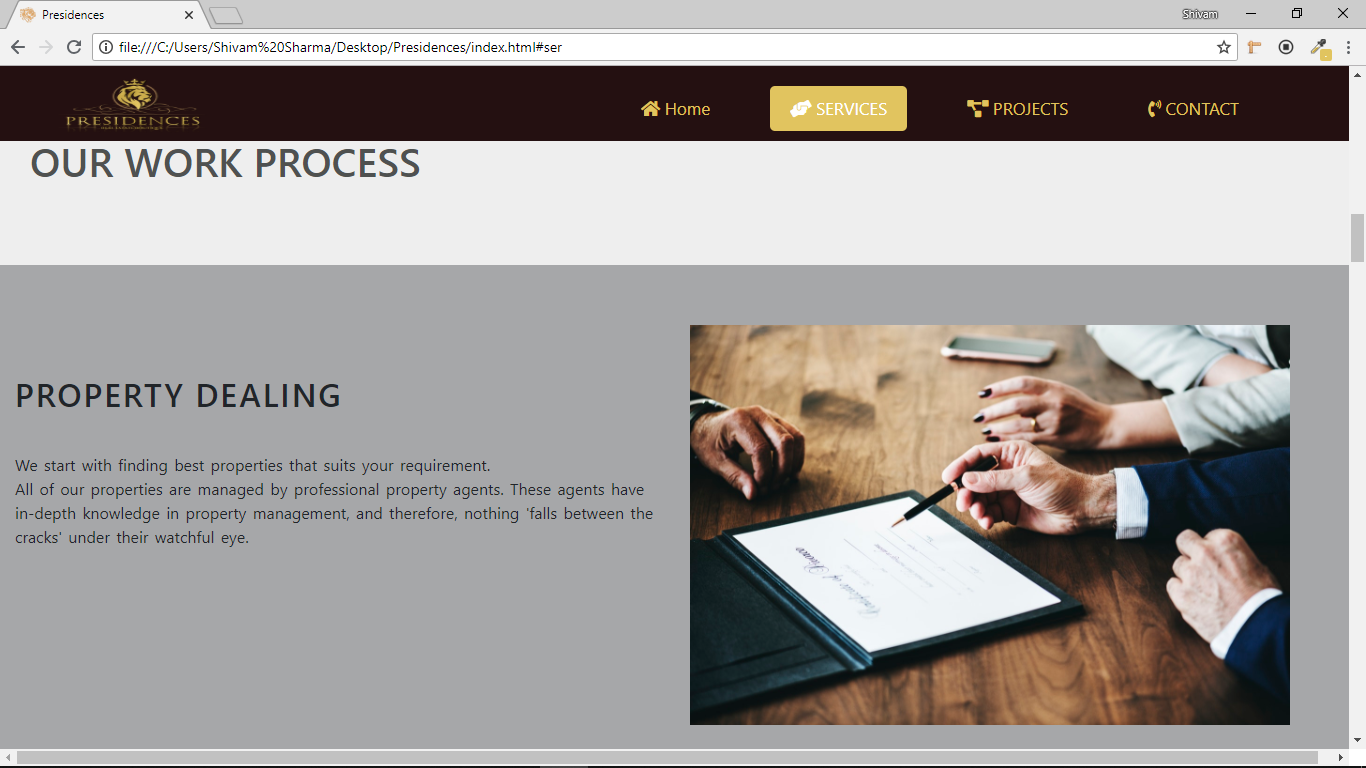 Presidences
Shivam
file:///C:/Users/Shivam%20Sharma/Desktop/Presidences/index.html#ser
PRESIDENCES
Home
SERVICES
PROJECTS
CONTACT
OUR WORK PROCESS
PROPERTY DEALING
We start with finding best properties that suits your requirement.
All of our properties are managed by professional property agents. These agents have
in-depth knowledge in property management, and therefore, nothing 'falls between the
cracks' under their watchful eye.